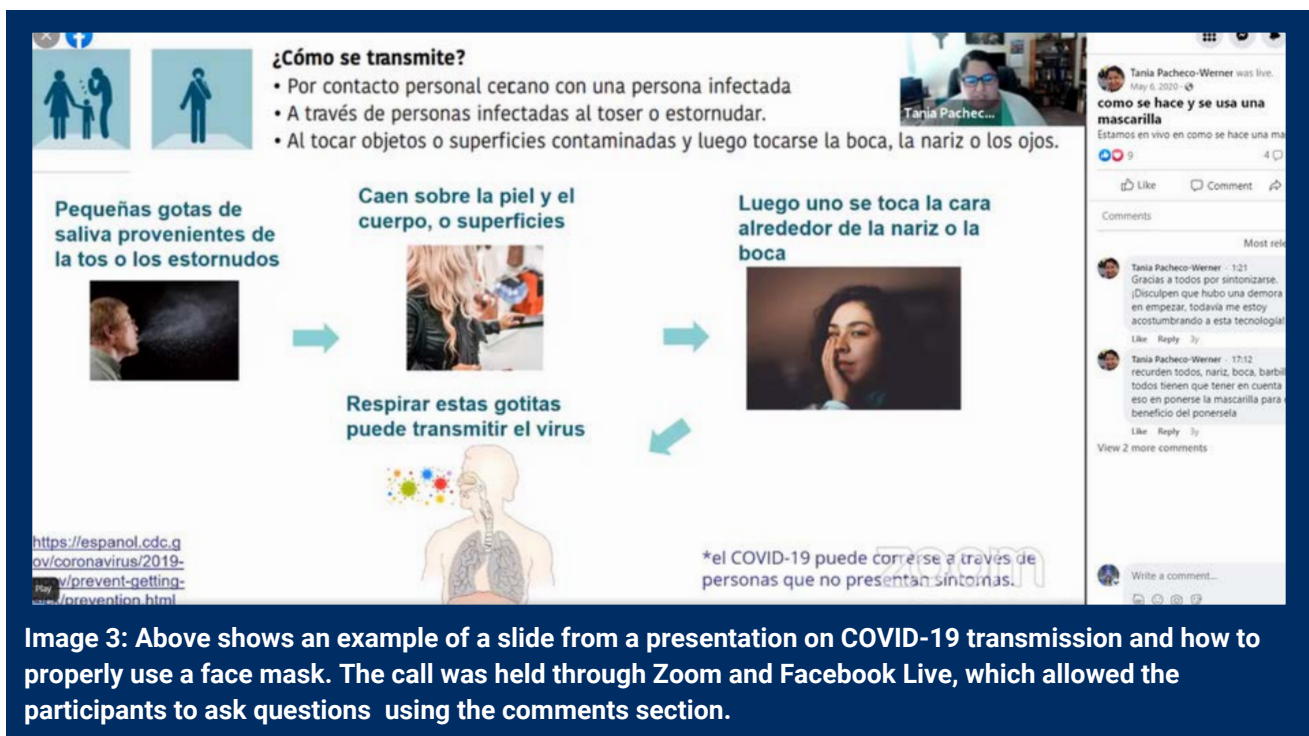 ¿Cómo se transmite?
• Por contacto personal cecano con una persona infectada
• A través de personas infectadas al toser o estornudar.
• Al tocar objetos o superficies contaminadas y luego tocarse la boca, la nariz o los ojos.
Tania Pachec...
Pequeñas gotas de
saliva provenientes de
la tos o los estornudos
Caen sobre la piel y el
cuerpo, o superficies
Luego uno se toca la cara
alrededor de la nariz o la
boca
Respirar estas gotitas
puede transmitir el virus
https://espanol.cdc.g
ov/coronavirus/2019-
/prevent-getting-
/prevention.html
Play
*el COVID-19 puede correrse a través de
personas que no presentan síntomas.
zoom
Tania Pacheco-Werner was live.
May 6, 2020 ·
como se hace y se usa una
mascarilla
Estamos en vivo en como se hace una ma
9
4
Like Comment
Comments
Most rele
Tania Pacheco-Werner · 1:21
Gracias a todos por sintonizarse.
¡Disculpen que hubo una demora
en empezar, todavía me estoy
acostumbrando a esta tecnología!
Like Reply 3y
Tania Pacheco-Werner · 17:12
recurden todos, nariz, boca, barbil
todos tienen que tener en cuenta
eso en ponerse la mascarilla para
beneficio del ponersela
Like Reply 3y
View 2 more comments
Write a comment...
Image 3: Above shows an example of a slide from a presentation on COVID-19 transmission and how to
properly use a face mask. The call was held through Zoom and Facebook Live, which allowed the
participants to ask questions using the comments section.